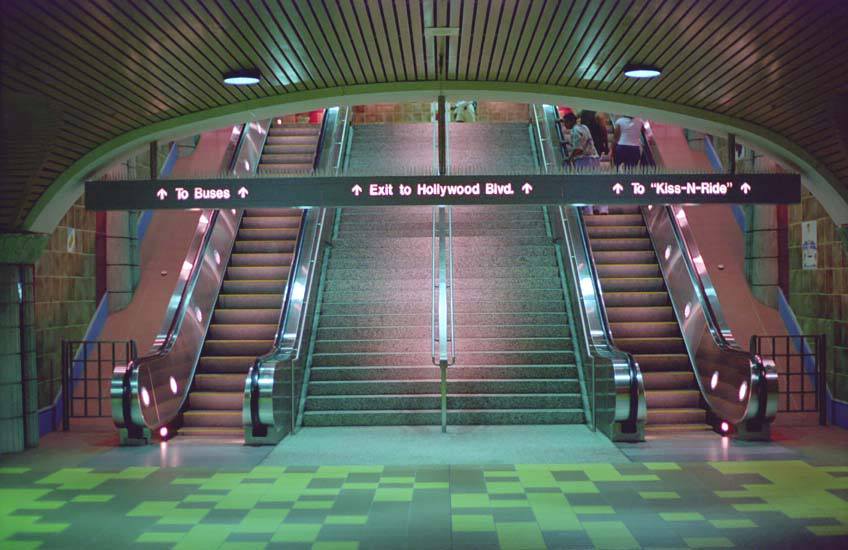 ↑ To Buses ↑ ↑ Exit to Hollywood Blvd. ↑ ↑ To "Kiss-N-Ride" ↑